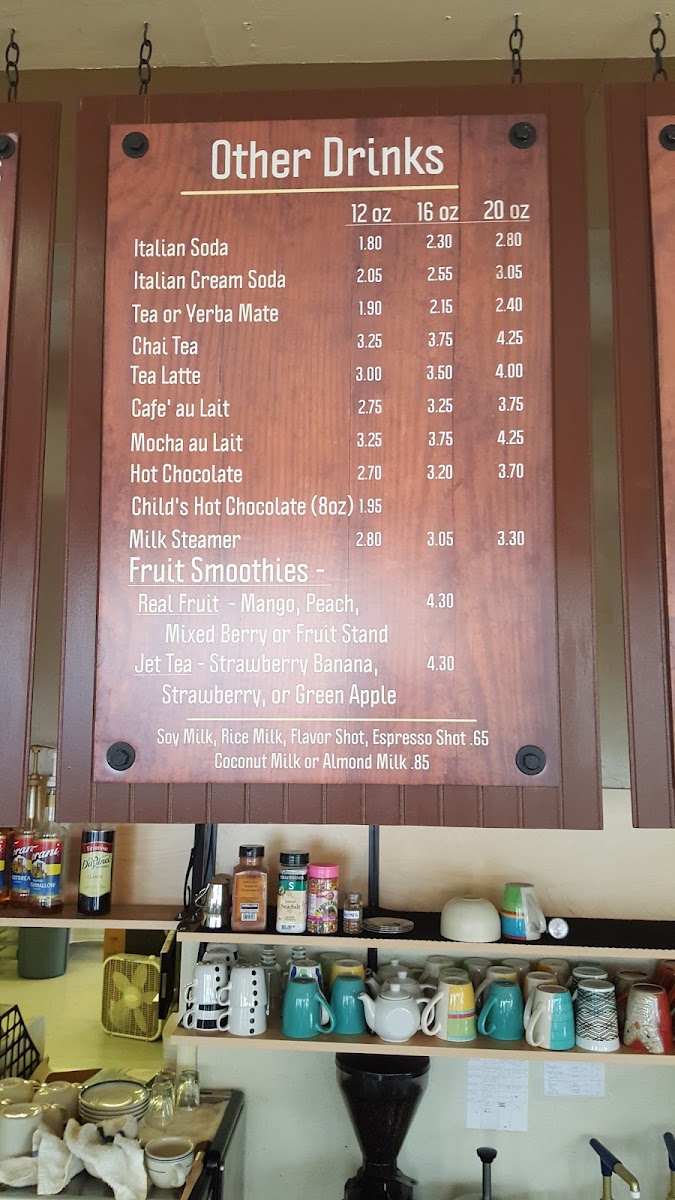 Other Drinks
12 oz 16 oz 20 oz
Italian Soda 1.80 2.30 2.80
Italian Cream Soda 2.05 2.55 3.05
Tea or Yerba Mate 1.90 2.15 2.40
Chai Tea 3.25 3.75 4.25
Tea Latte 3.00 3.50 4.00
Cafe' au Lait 2.75 3.25 3.75
Mocha au Lait 3.25 3.75 4.25
Hot Chocolate 2.70 3.20 3.70
Child's Hot Chocolate (8oz) 1.95
Milk Steamer 2.80 3.05 3.30
Fruit Smoothies -
Real Fruit - Mango, Peach, 4.30
Mixed Berry or Fruit Stand
Jet Tea - Strawberry Banana, 4.30
Strawberry, or Green Apple
Soy Milk, Rice Milk, Flavor Shot, Espresso Shot .65
Coconut Milk or Almond Milk .85
DaVinci
Sea Salt